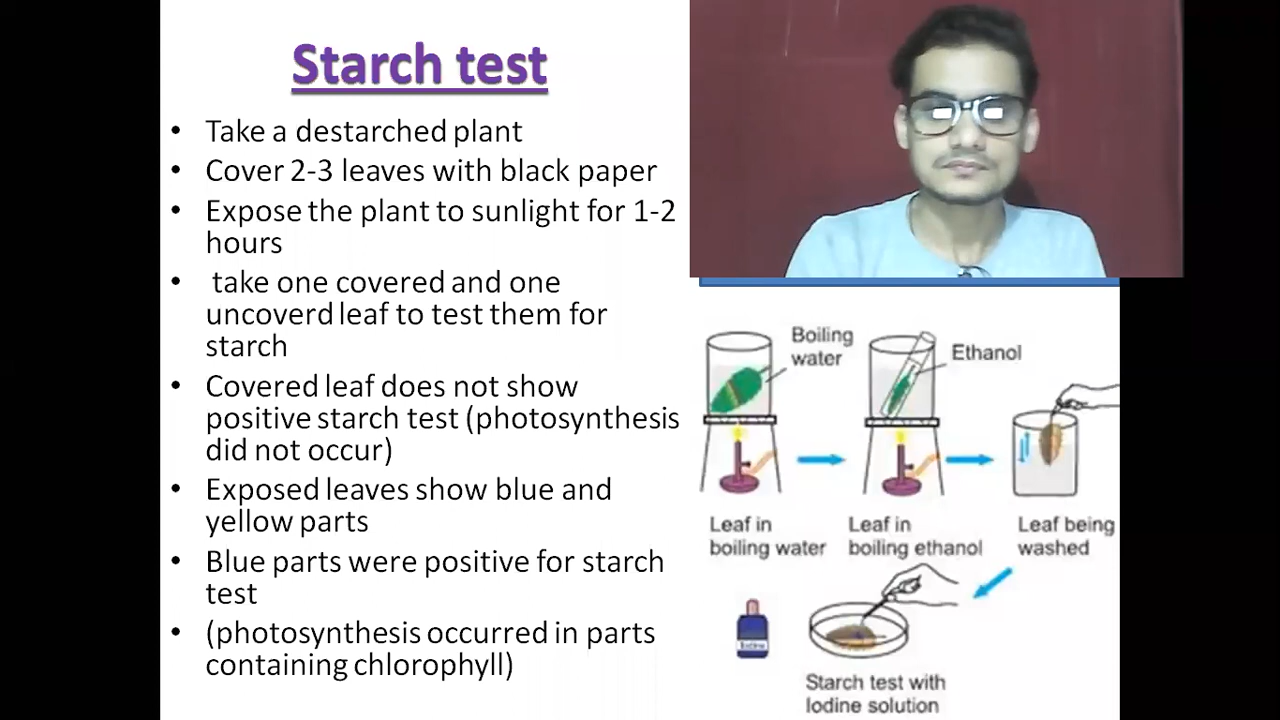 Starch test
• Take a destarched plant
• Cover 2-3 leaves with black paper
• Expose the plant to sunlight for 1-2
hours
• take one covered and one
uncoverd leaf to test them for
starch
• Covered leaf does not show
positive starch test (photosynthesis
did not occur)
• Exposed leaves show blue and
yellow parts
• Blue parts were positive for starch
test
• (photosynthesis occurred in parts
containing chlorophyll)
Boiling
water
Ethanol
Leaf in
boiling water
Leaf in
boiling ethanol
Leaf being
washed
Iodine
Starch test with
Iodine solution